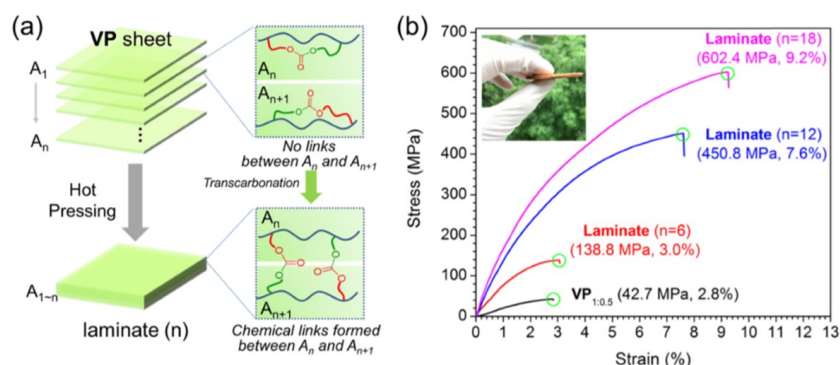 (a)
VP sheet
A1
An
⋮
Hot
Pressing
A1~n
laminate (n)
O
O
O
An
An+1
O
O
O
No links
between An and An+1
Transcarbonation
An
O
O
O
O
O
O
An+1
Chemical links formed
between An and An+1
(b)
Stress (MPa)
700
600
500
400
300
200
100
0
Laminate (n=18)
(602.4 MPa, 9.2%)
Laminate (n=12)
(450.8 MPa, 7.6%)
Laminate (n=6)
(138.8 MPa, 3.0%)
VP1:0.5 (42.7 MPa, 2.8%)
0 1 2 3 4 5 6 7 8 9 10 11 12 13
Strain (%)